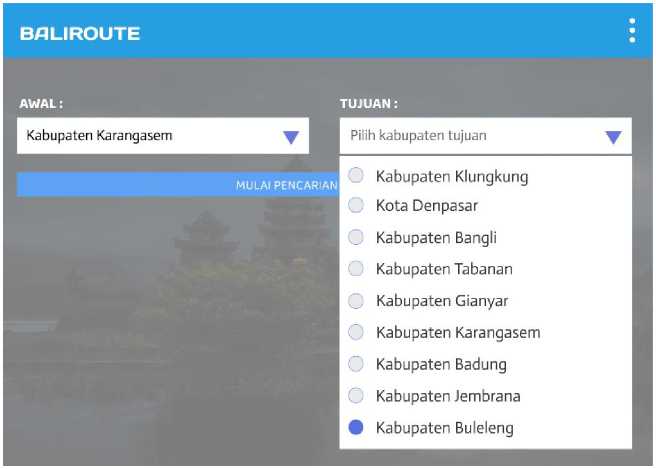 BALIROUTE
AWAL :
Kabupaten Karangasem
MULAI PENCARIAN
TUJUAN :
Pilih kabupaten tujuan
Kabupaten Klungkung
Kota Denpasar
Kabupaten Bangli
Kabupaten Tabanan
Kabupaten Gianyar
Kabupaten Karangasem
Kabupaten Badung
Kabupaten Jembrana
Kabupaten Buleleng